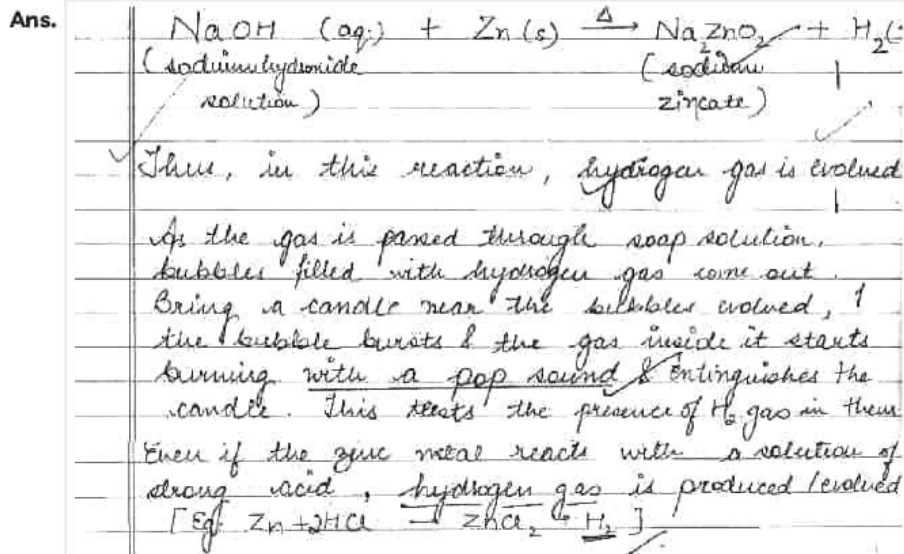 Ans.
NaOH (aq.) + Zn (s) Δ→ Na2ZnO2 + H2(
(sodium hydroxide (sodium
solution) zincate)
Thus, in this reaction, hydrogen gas is evolved
As the gas is passed through soap solution,
bubbles filled with hydrogen gas come out.
Bring a candle near the bubbles evolved, 1
the bubble bursts & the gas inside it starts
burning with a pop sound & extinguishes the
candle. This tests the presence of H2 gas in them
Even if the zinc metal reacts with a solution of
strong acid, hydrogen gas is produced/evolved
[Eg: Zn + 2HCl → ZnCl2 + H2]